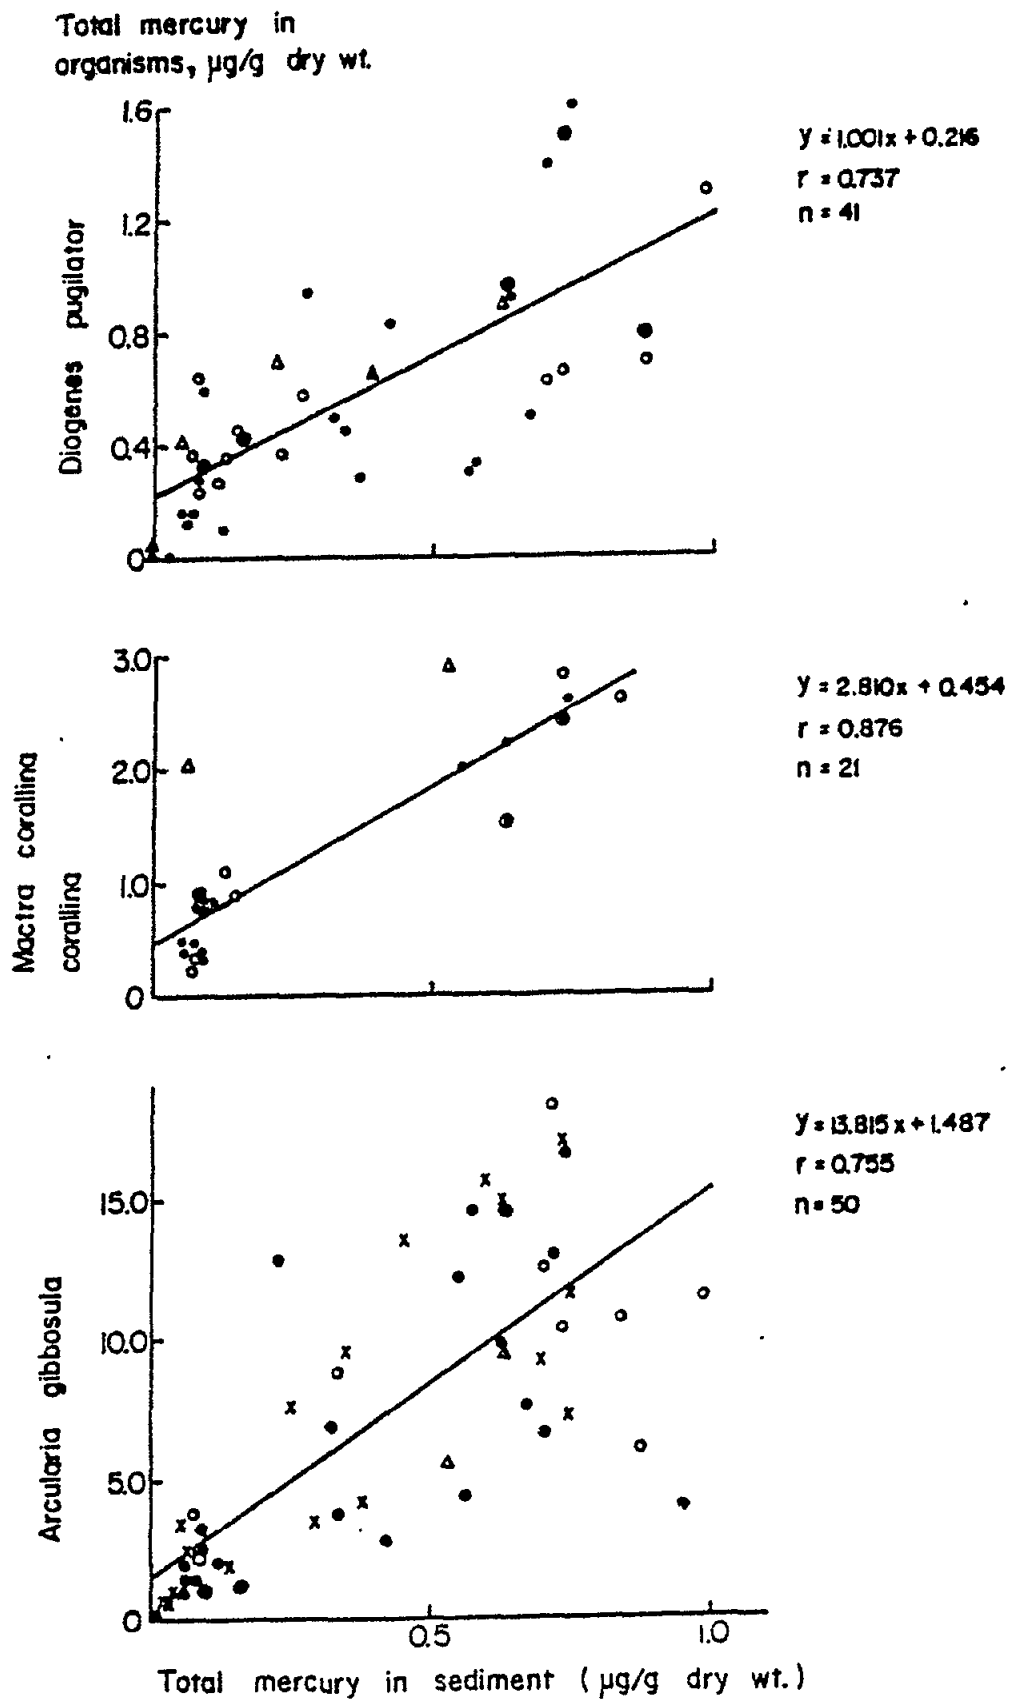 Total mercury in
organisms, µg/g dry wt.
1.6
1.2
0.8
0.4
0
Diogenes pugilator
y = 1.001x + 0.216
r = 0.737
n = 41
3.0
2.0
1.0
0
Mactra corallina
corallina
y = 2.810x + 0.454
r = 0.876
n = 21
15.0
10.0
5.0
0
Arcularia gibbosula
y = 13.815x + 1.487
r = 0.755
n = 50
0.5
1.0
Total mercury in sediment (µg/g dry wt.)